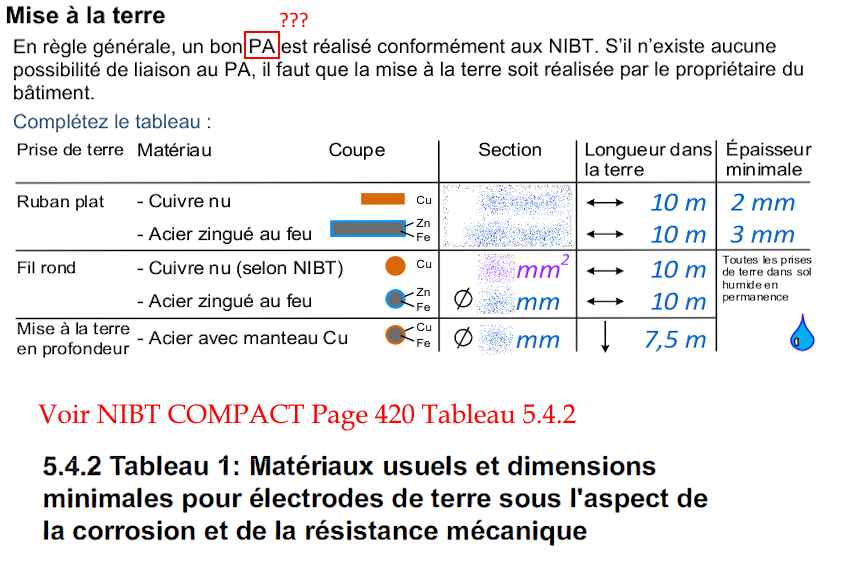 Mise à la terre
???
En règle générale, un bon PA est réalisé conformément aux NIBT. S'il n'existe aucune
possibilité de liaison au PA, il faut que la mise à la terre soit réalisée par le propriétaire du
bâtiment.
Complétez le tableau :
Prise de terre Matériau Coupe Section Longueur dans la terre Épaisseur minimale
Ruban plat - Cuivre nu Cu 10 m 2 mm
- Acier zingué au feu Zn Fe 10 m 3 mm
Fil rond - Cuivre nu (selon NIBT) Cu mm² 10 m Toutes les prises de terre dans sol humide en permanence
- Acier zingué au feu Zn Fe Ø mm 10 m
Mise à la terre en profondeur - Acier avec manteau Cu Cu Fe Ø mm 7,5 m
Voir NIBT COMPACT Page 420 Tableau 5.4.2
5.4.2 Tableau 1: Matériaux usuels et dimensions
minimales pour électrodes de terre sous l'aspect de
la corrosion et de la résistance mécanique